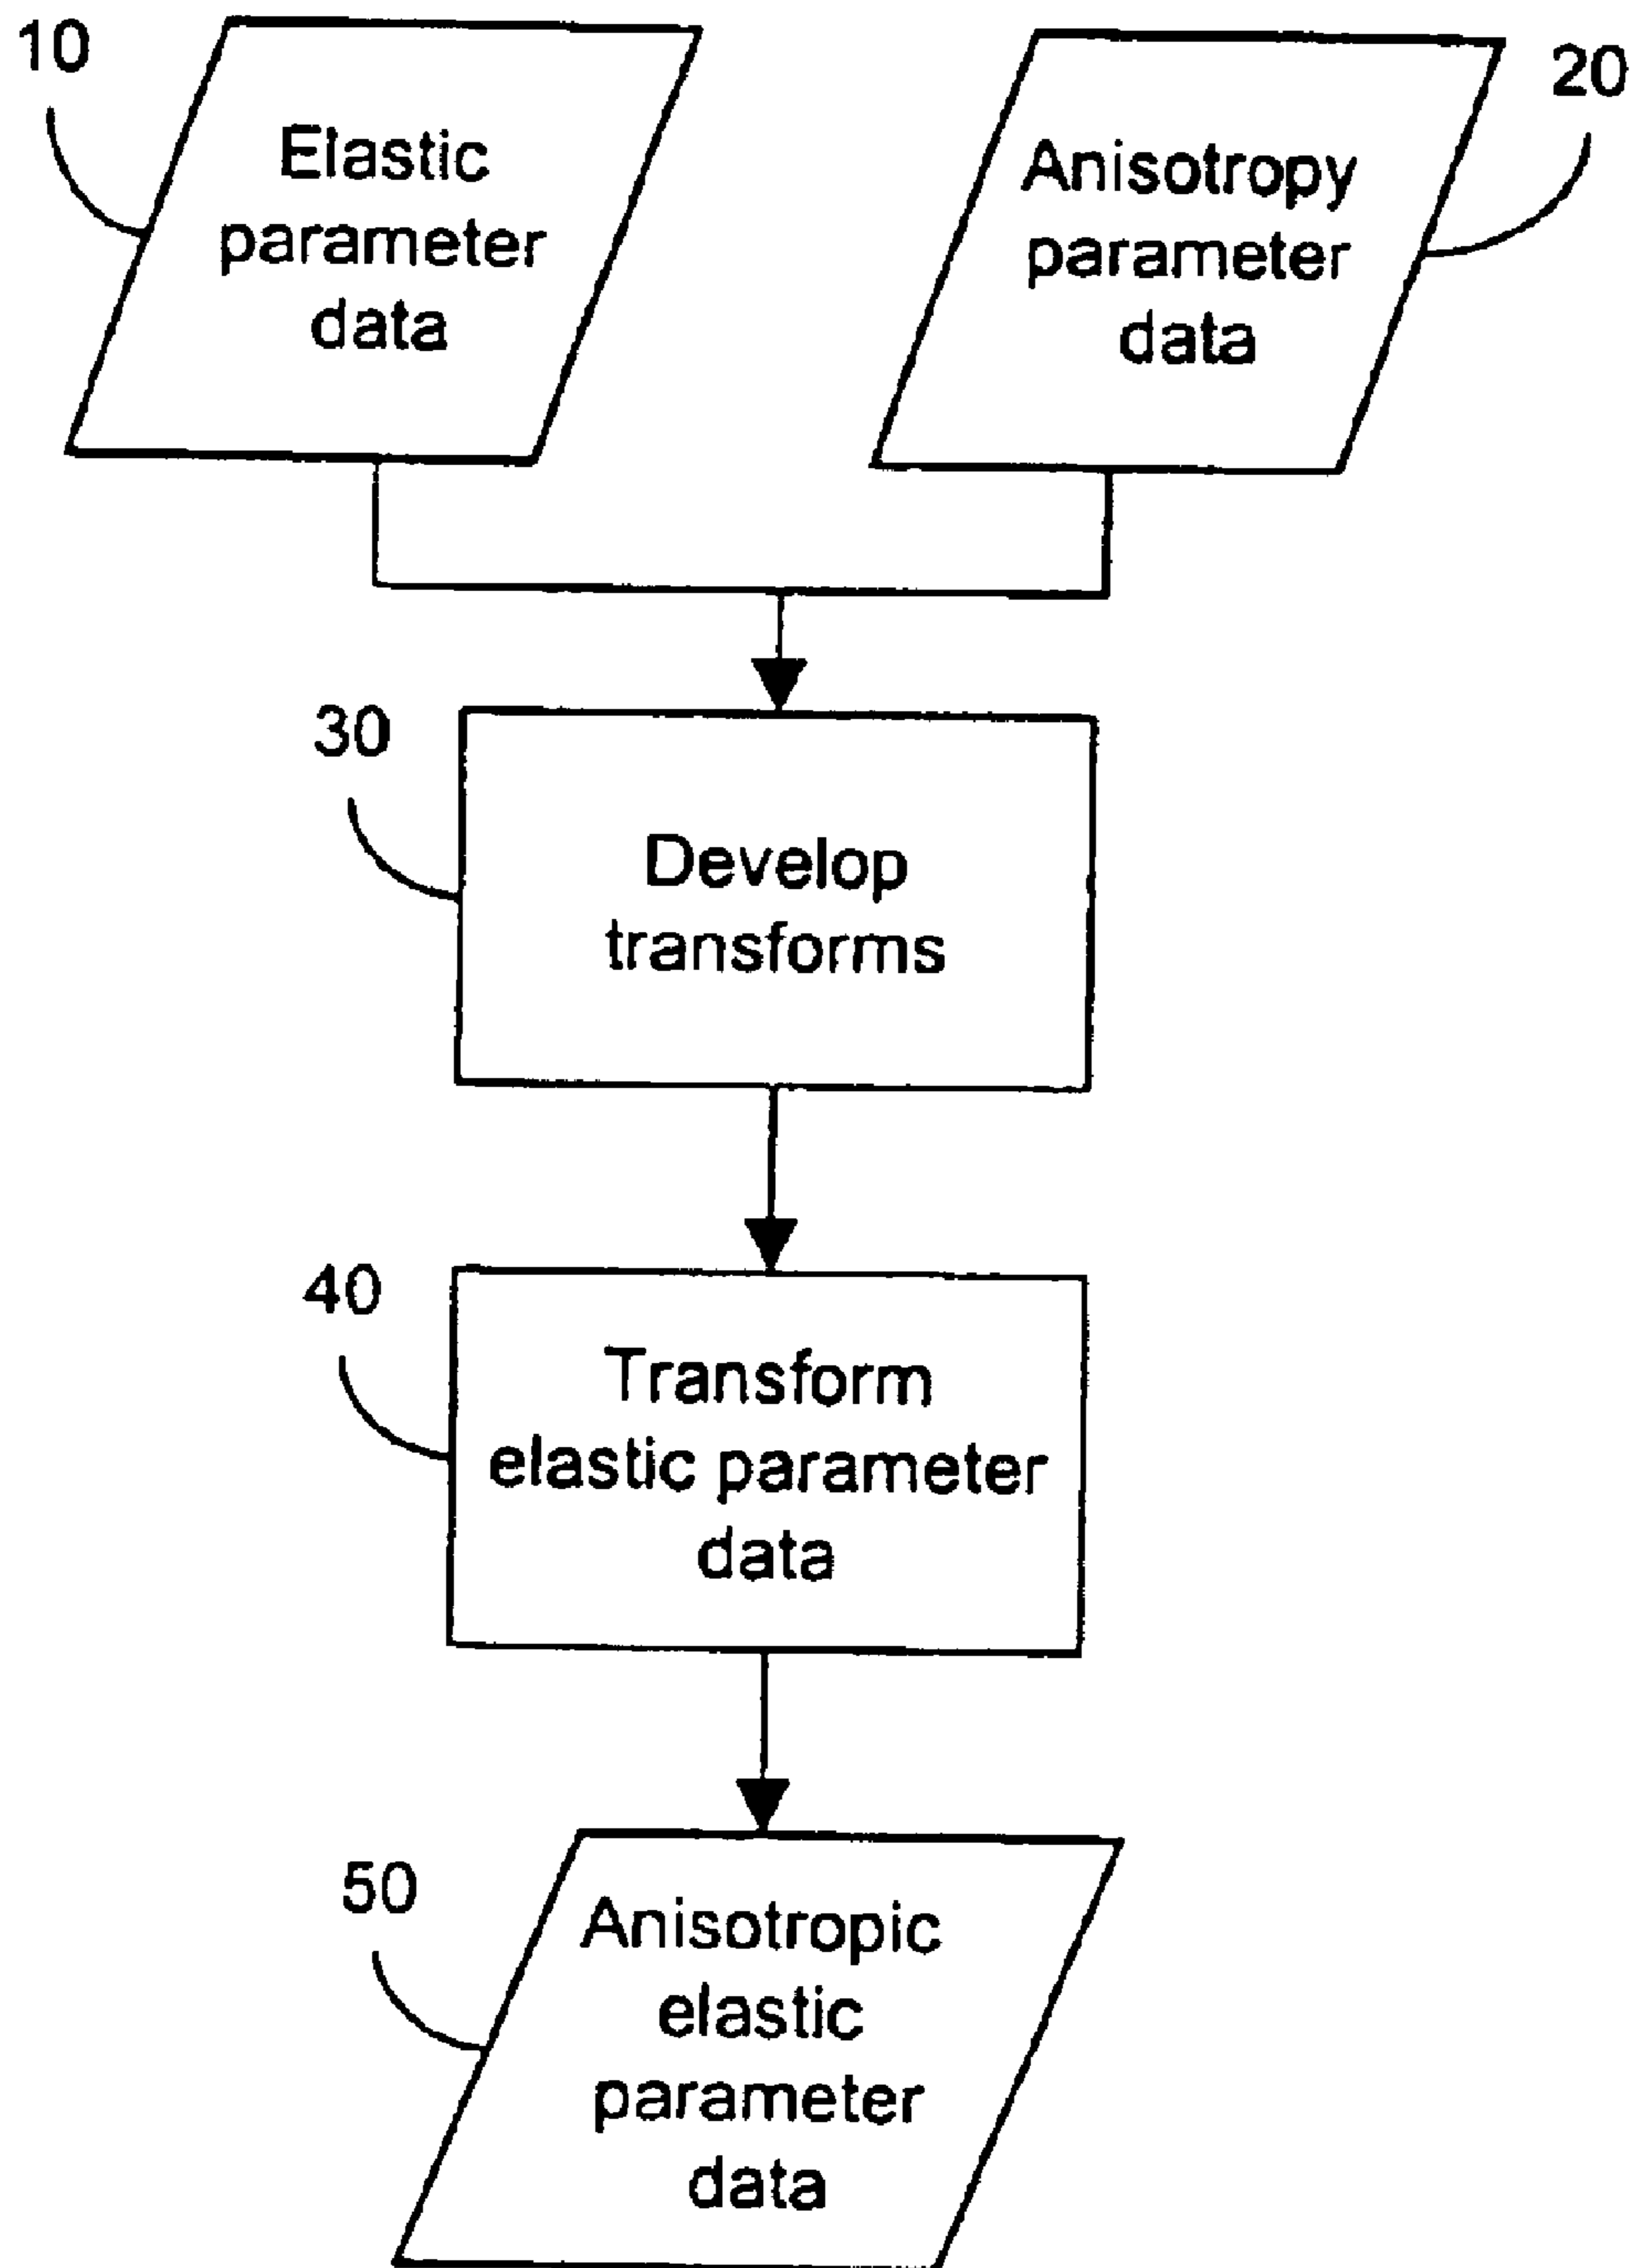 10
Elastic
parameter
data
20
Anisotropy
parameter
data
30
Develop
transforms
40
Transform
elastic parameter
data
50
Anisotropic
elastic
parameter
data